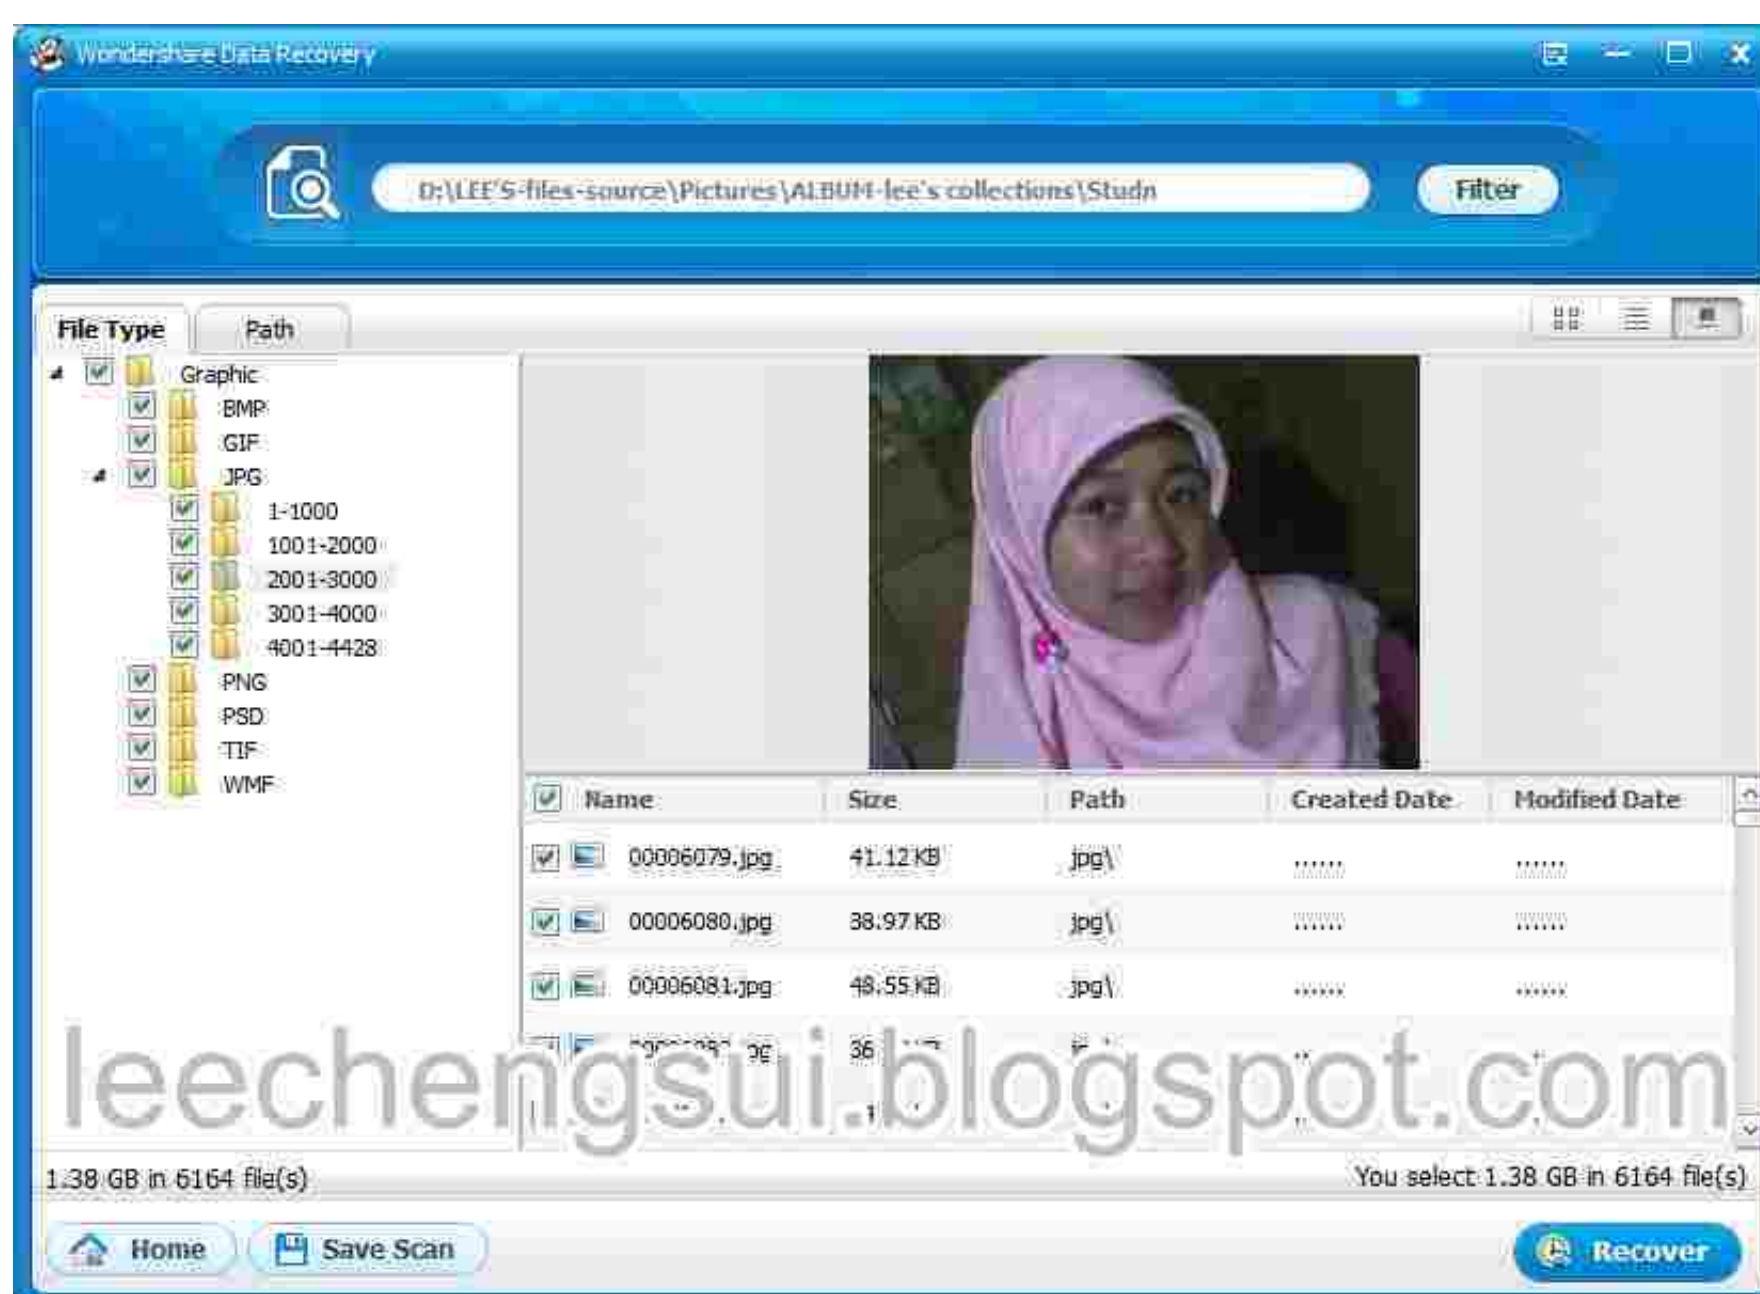 Wondershare Data Recovery
D:\LEE'S-files-source\Pictures\ALBUM-lee's collections\Studn
Filter
File Type Path
Graphic
BMP
GIF
JPG
1-1000
1001-2000
2001-3000
3001-4000
4001-4428
PNG
PSD
TIF
WMF
Name Size Path Created Date Modified Date
00006079.jpg 41.12 KB jpg\ ...... ......
00006080.jpg 38.97 KB jpg\ ...... ......
00006081.jpg 48.55 KB jpg\ ...... ......
leechengsui.blogspot.com
1.38 GB in 6164 file(s) You select 1.38 GB in 6164 file(s)
Home Save Scan Recover